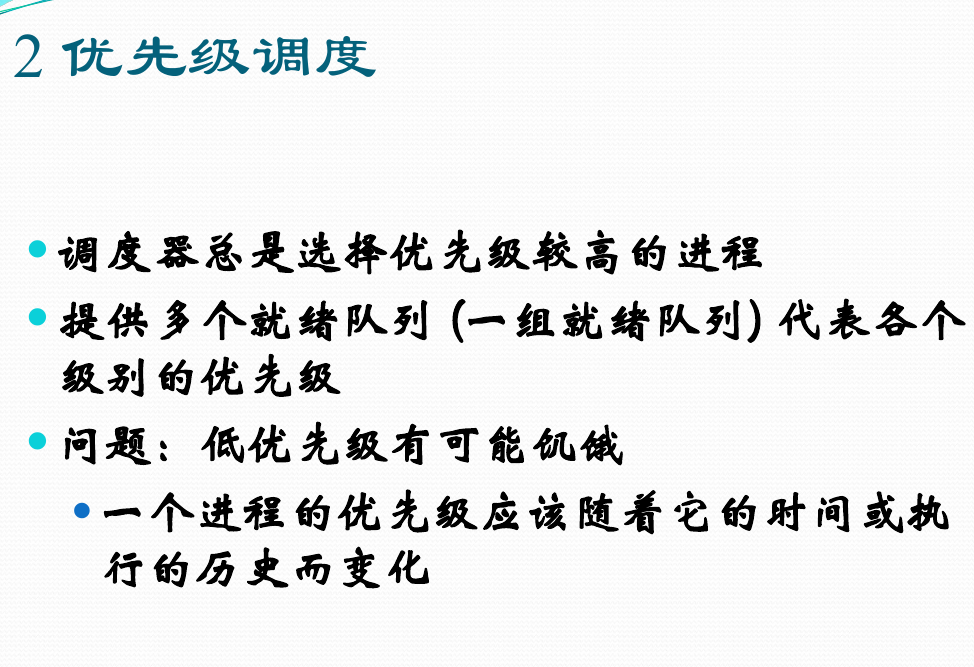 2 优先级调度
•调度器总是选择优先级较高的进程
•提供多个就绪队列 (一组就绪队列) 代表各个
级别的优先级
•问题：低优先级有可能饥饿
•一个进程的优先级应该随着它的时间或执
行的历史而变化